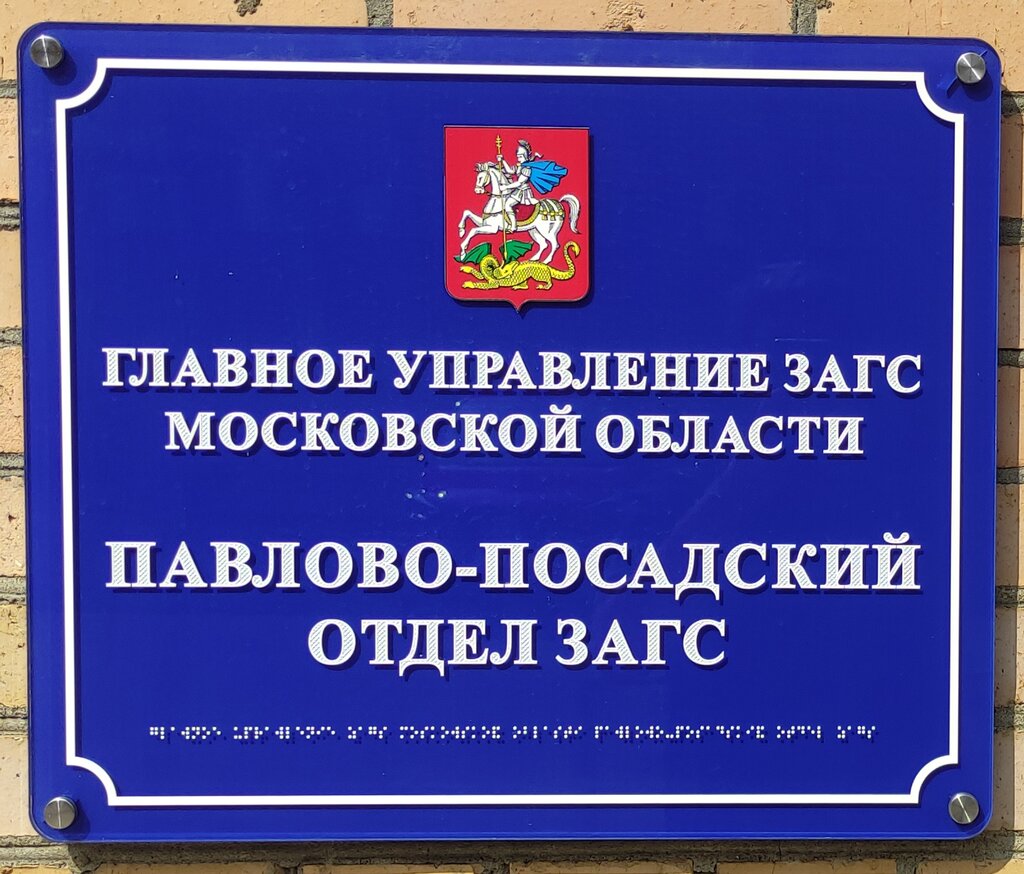 ГЛАВНОЕ УПРАВЛЕНИЕ ЗАГС
МОСКОВСКОЙ ОБЛАСТИ
ПАВЛОВО-ПОСАДСКИЙ
ОТДЕЛ ЗАГС